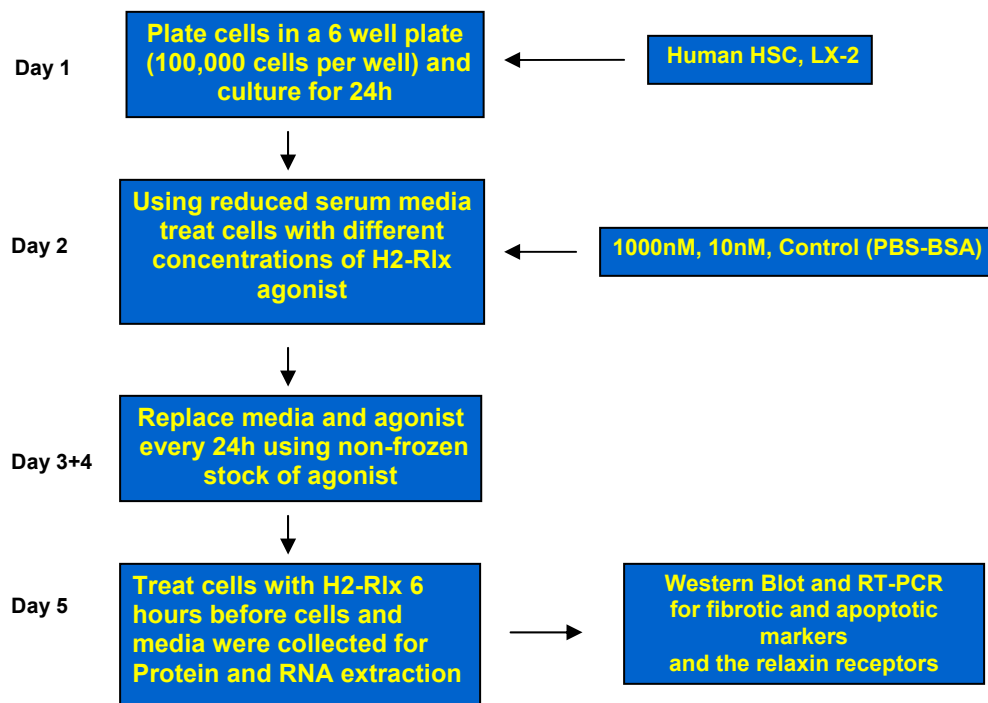 Day 1
Plate cells in a 6 well plate
(100,000 cells per well) and
culture for 24h
Human HSC, LX-2
Day 2
Using reduced serum media
treat cells with different
concentrations of H2-Rlx
agonist
1000nM, 10nM, Control (PBS-BSA)
Day 3+4
Replace media and agonist
every 24h using non-frozen
stock of agonist
Day 5
Treat cells with H2-Rlx 6
hours before cells and
media were collected for
Protein and RNA extraction
Western Blot and RT-PCR
for fibrotic and apoptotic
markers
and the relaxin receptors